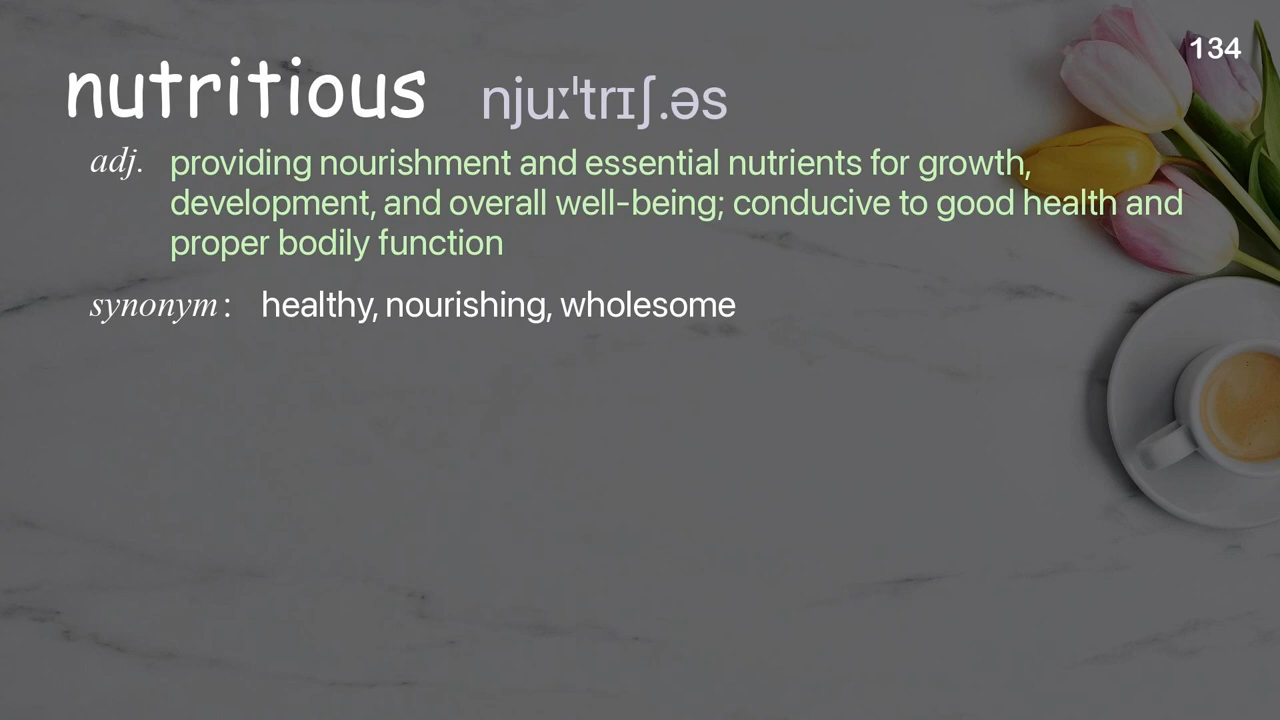 134
nutritious njuːˈtrɪʃ.əs
adj. providing nourishment and essential nutrients for growth,
development, and overall well-being; conducive to good health and
proper bodily function
synonym : healthy, nourishing, wholesome